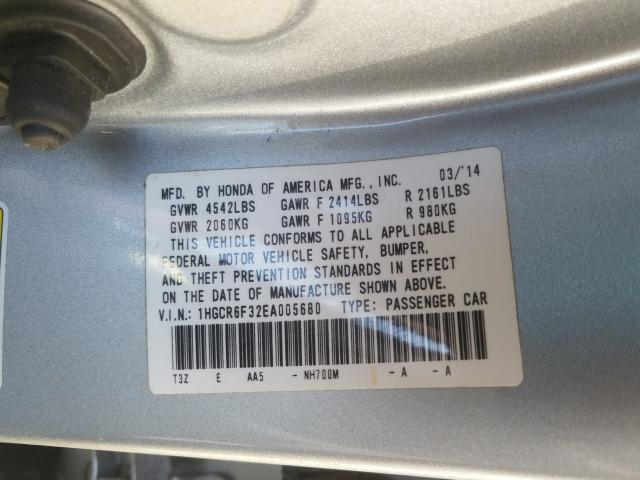 MFD. BY HONDA OF AMERICA MFG., INC. 03/'14
GVWR 4542LBS GAWR F 2414LBS R 2161LBS
GVWR 2060KG GAWR F 1095KG R 980KG
THIS VEHICLE CONFORMS TO ALL APPLICABLE
FEDERAL MOTOR VEHICLE SAFETY, BUMPER,
AND THEFT PREVENTION STANDARDS IN EFFECT
ON THE DATE OF MANUFACTURE SHOWN ABOVE.
V.I.N.: 1HGCR6F32EA005680 TYPE: PASSENGER CAR
T3Z E AA5 - NH700M - A - A